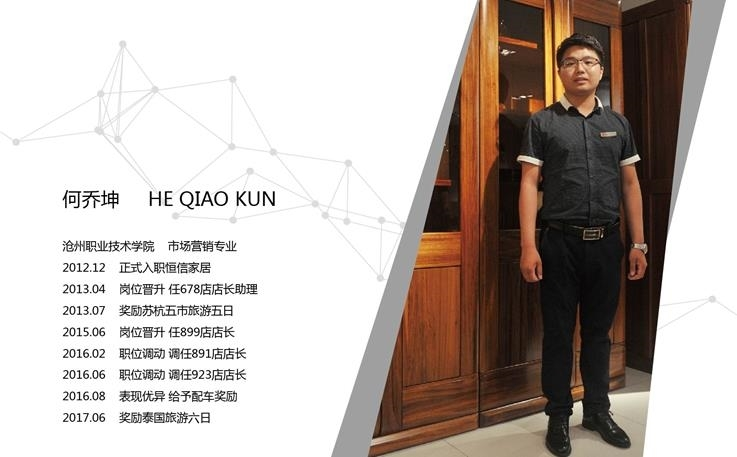 何乔坤 HE QIAO KUN
沧州职业技术学院 市场营销专业
2012.12 正式入职恒信家居
2013.04 岗位晋升 任678店店长助理
2013.07 奖励苏杭五市旅游五日
2015.06 岗位晋升 任899店店长
2016.02 职位调动 调任891店店长
2016.06 职位调动 调任923店店长
2016.08 表现优异 给予配车奖励
2017.06 奖励泰国旅游六日